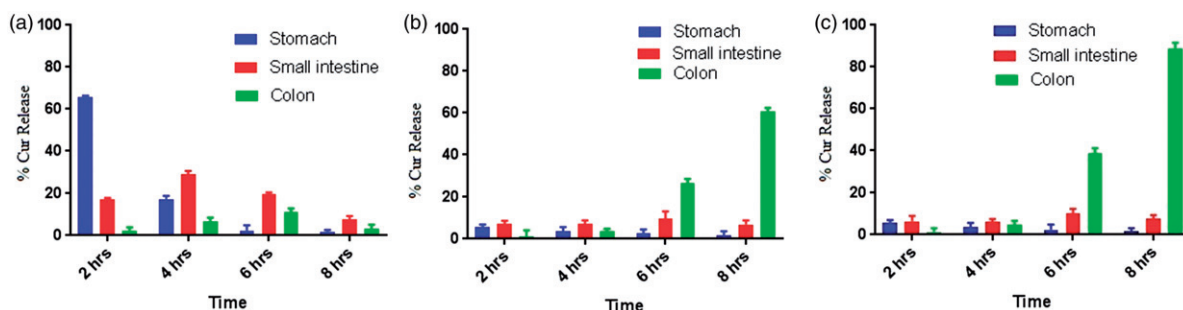 (a)
% Cur Release
100
80
60
40
20
0
Stomach
Small intestine
Colon
2 hrs
4 hrs
6 hrs
8 hrs
Time
(b)
% Cur Release
100
80
60
40
20
0
Stomach
Small intestine
Colon
2 hrs
4 hrs
6 hrs
8 hrs
Time
(c)
% Cur Release
100
80
60
40
20
0
Stomach
Small intestine
Colon
2 hrs
4 hrs
6 hrs
8 hrs
Time